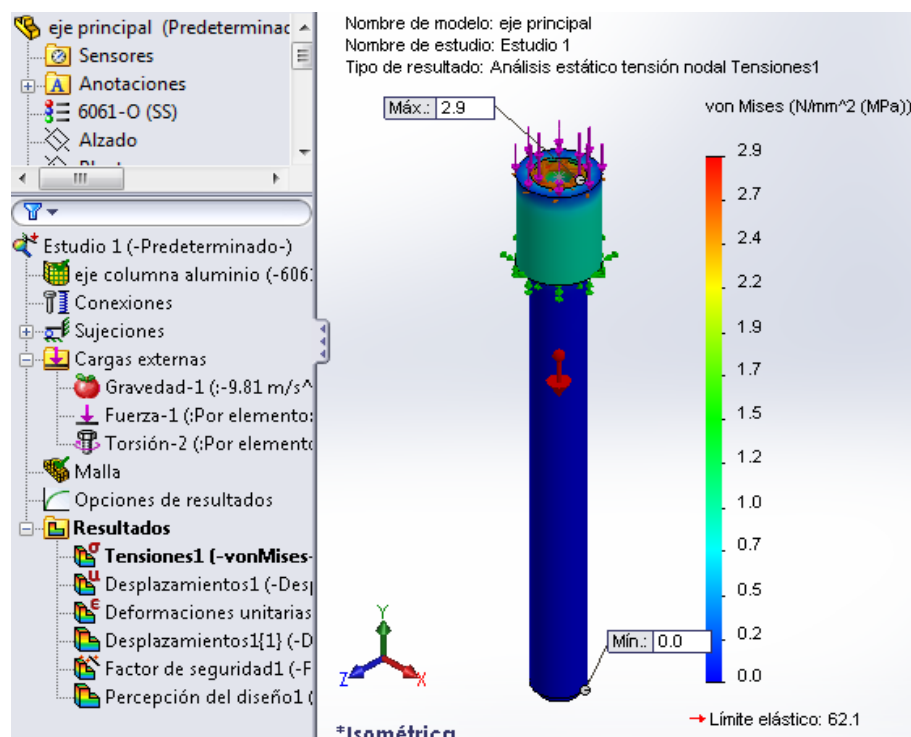 eje principal (Predeterminac
Sensores
Anotaciones
6061-O (SS)
Alzado
Estudio 1 (-Predeterminado-)
eje columna aluminio (-6061
Conexiones
Sujeciones
Cargas externas
Gravedad-1 (:-9.81 m/s^
Fuerza-1 (:Por elemento:
Torsión-2 (:Por elemento
Malla
Opciones de resultados
Resultados
Tensiones1 (-vonMises-
Desplazamientos1 (-Desp
Deformaciones unitarias
Desplazamientos1{1} (-D
Factor de seguridad1 (-F
Percepción del diseño1 (
Nombre de modelo: eje principal
Nombre de estudio: Estudio 1
Tipo de resultado: Análisis estático tensión nodal Tensiones1
Máx.: 2.9
von Mises (N/mm^2 (MPa))
2.9
2.7
2.4
2.2
1.9
1.7
1.5
1.2
1.0
0.7
0.5
0.2
0.0
Mín.: 0.0
Y
Z
X
Límite elástico: 62.1
*Isométrica